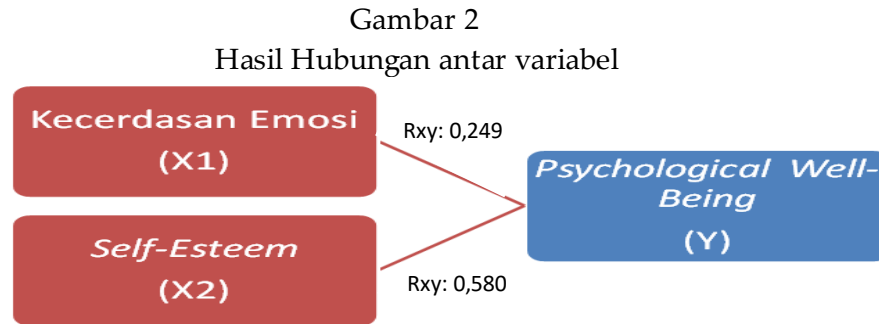 Gambar 2
Hasil Hubungan antar variabel
Kecerdasan Emosi
(X1)
Rxy: 0,249
Psychological Well-
Being
(Y)
Self-Esteem
(X2)
Rxy: 0,580